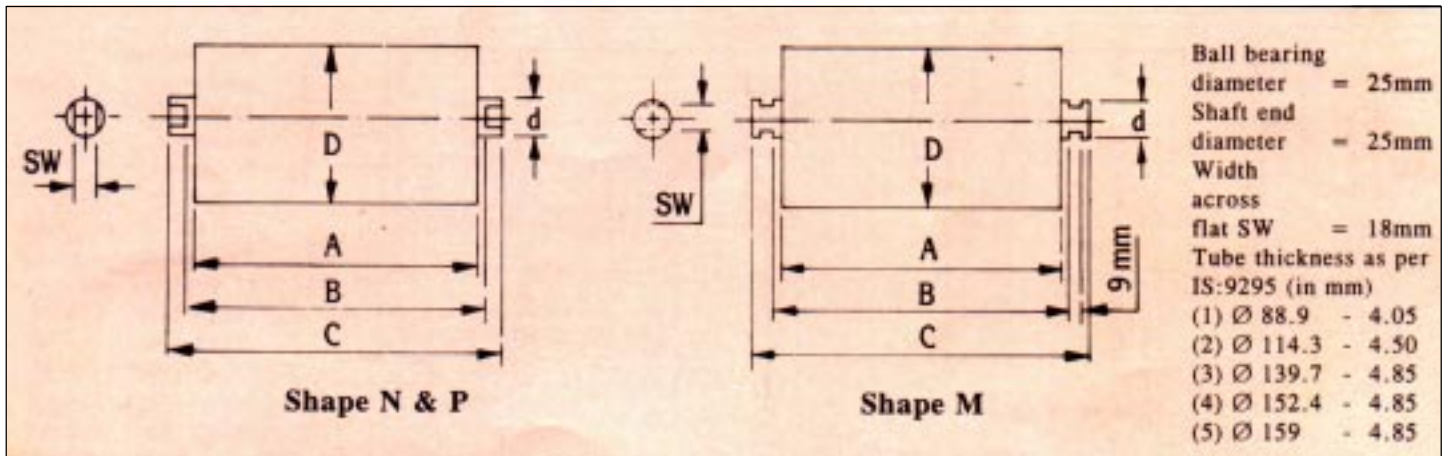 SW
D
d
A
B
C
Shape N & P
SW
D
d
A
B
C
9 mm
Shape M
Ball bearing
diameter = 25mm
Shaft end
diameter = 25mm
Width
across
flat SW = 18mm
Tube thickness as per
IS:9295 (in mm)
(1) Ø 88.9 - 4.05
(2) Ø 114.3 - 4.50
(3) Ø 139.7 - 4.85
(4) Ø 152.4 - 4.85
(5) Ø 159 - 4.85